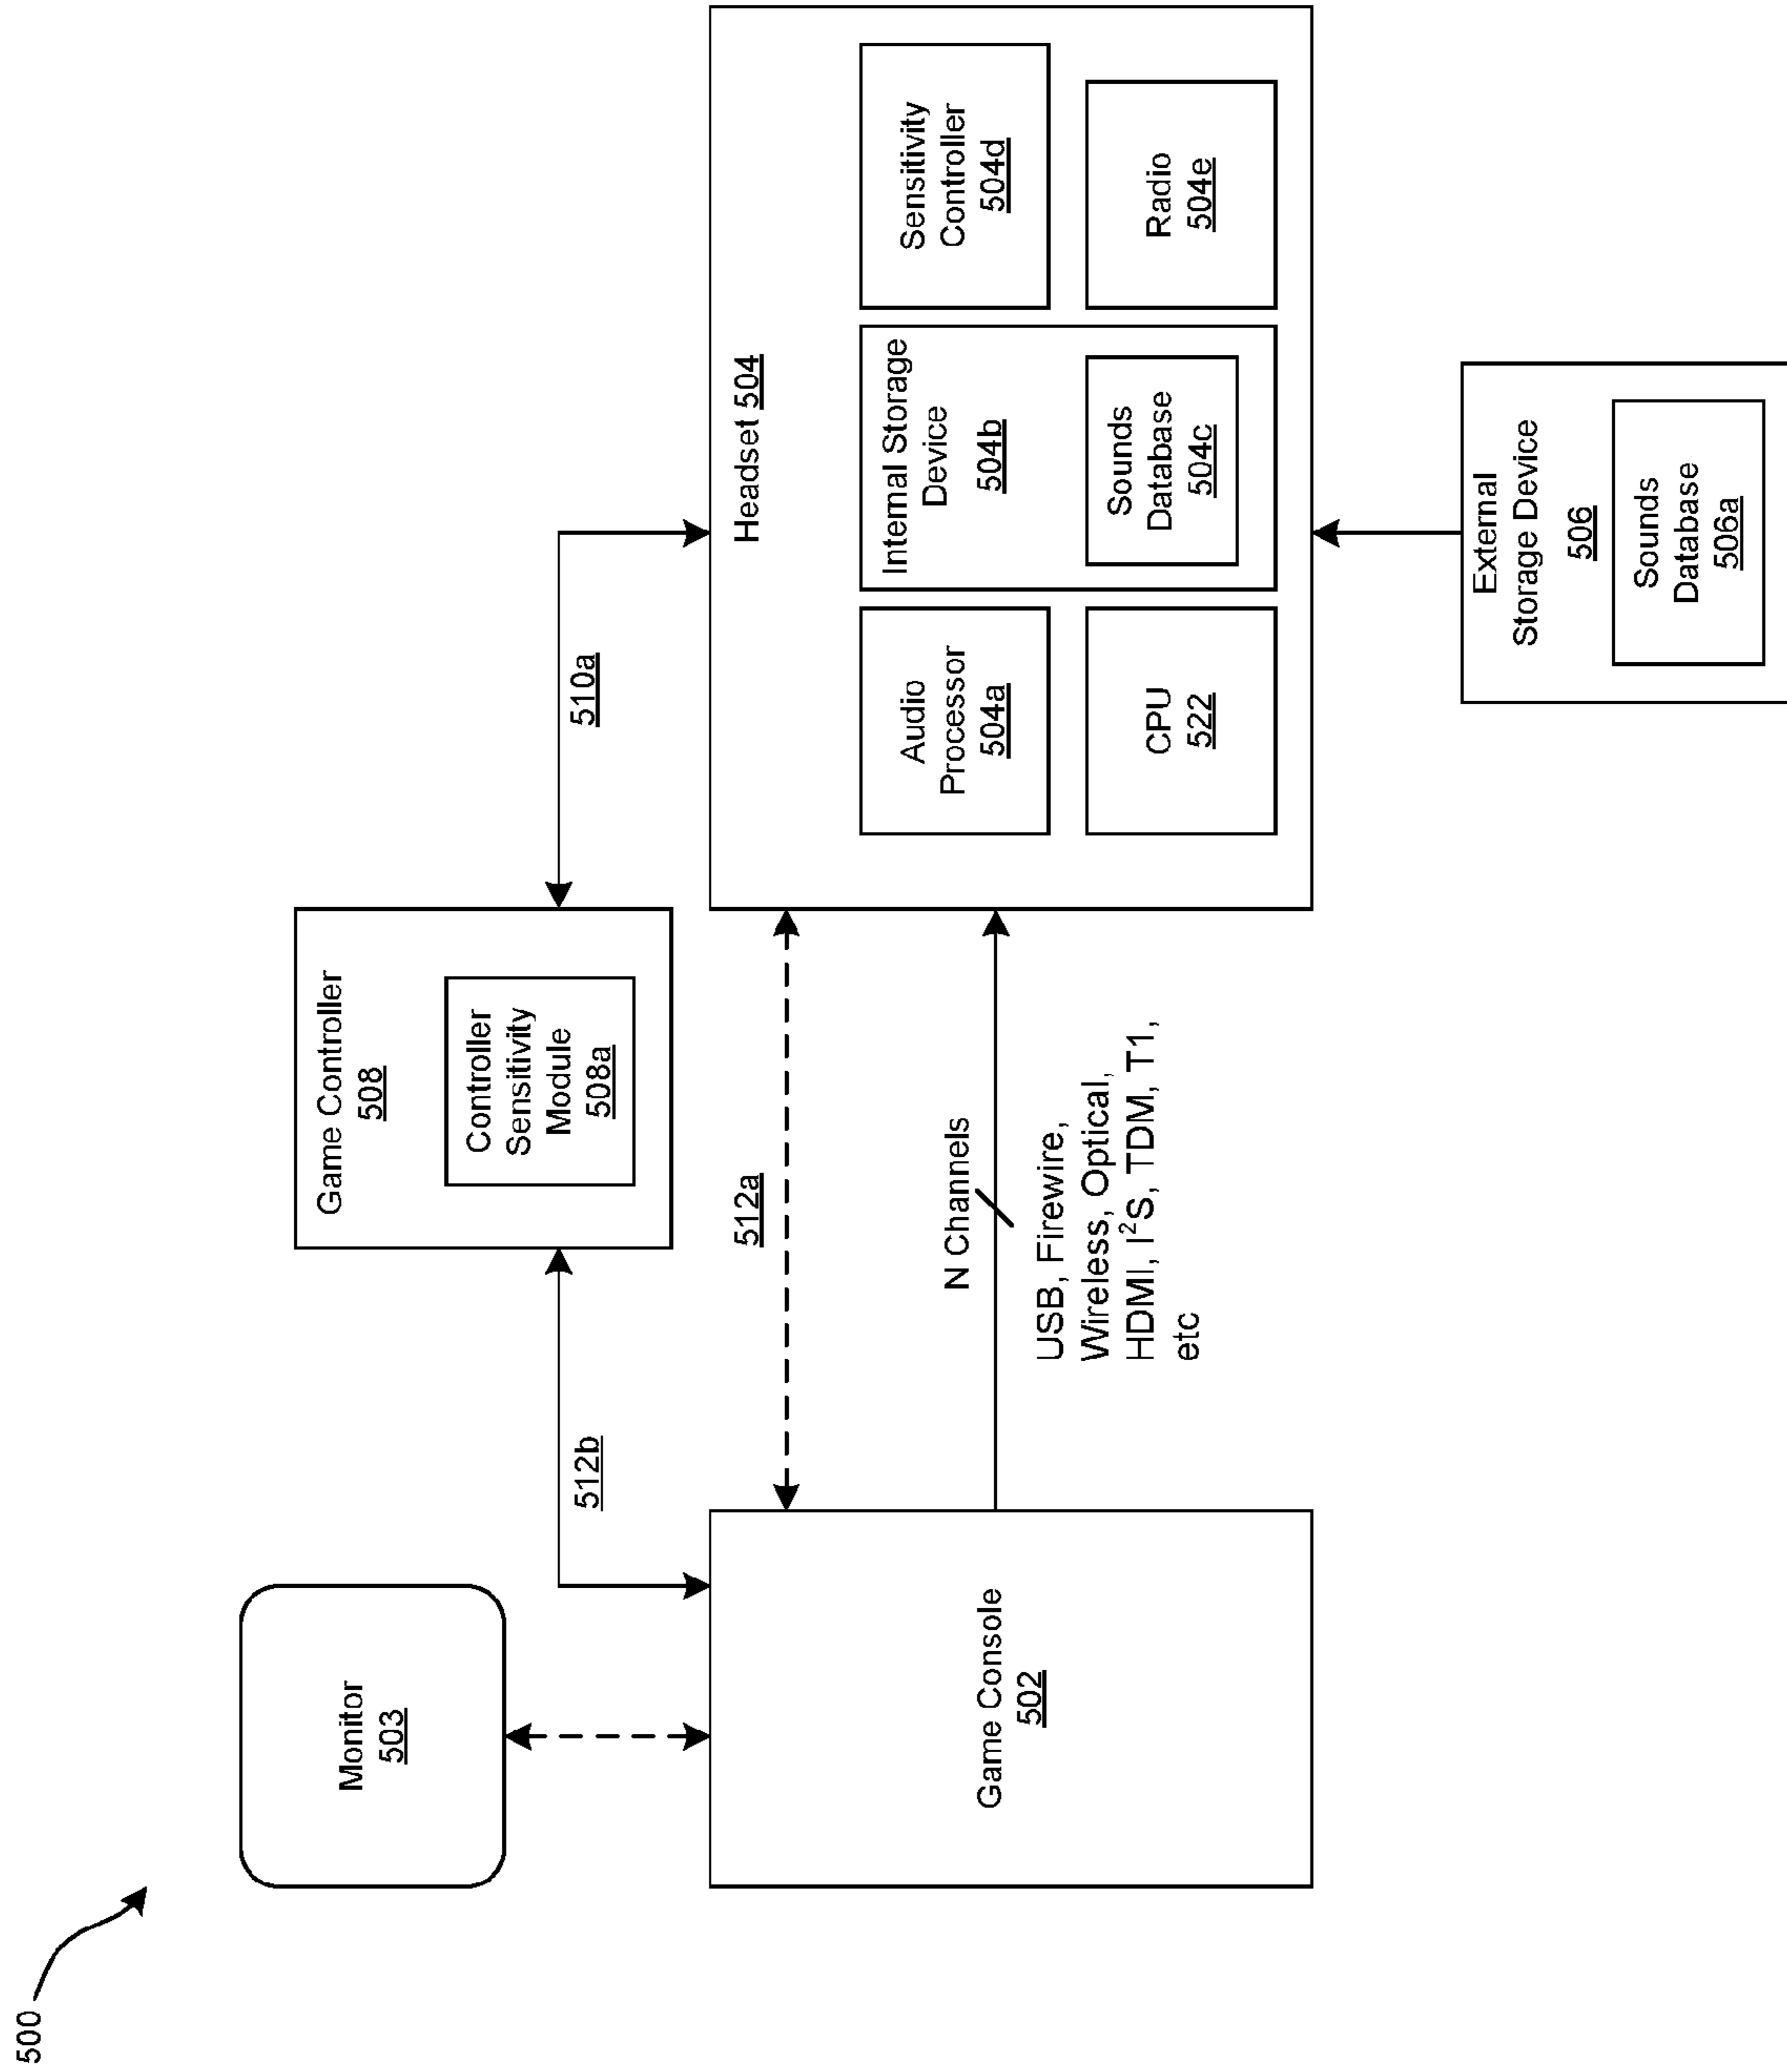 500
Monitor
503
Game Console
502
512b
Game Controller
508
Controller
Sensitivity
Module
508a
510a
512a
N Channels
USB, Firewire,
Wireless, Optical,
HDMI, I²S, TDM, T1,
etc
Headset 504
Audio
Processor
504a
CPU
522
Internal Storage
Device
504b
Sounds
Database
504c
Sensitivity
Controller
504d
Radio
504e
External
Storage Device
506
Sounds
Database
506a